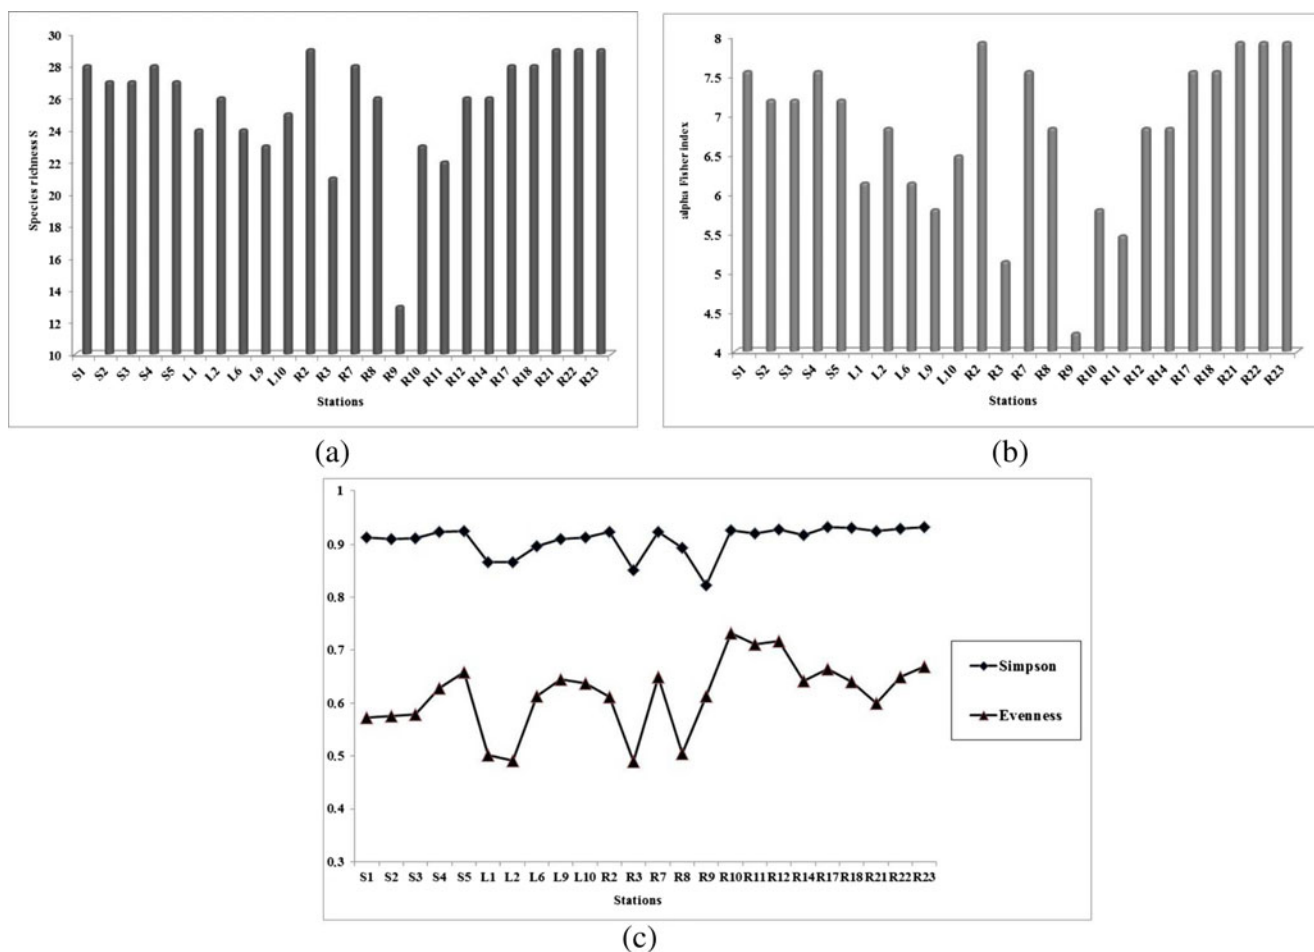 30
28
26
24
22
20
18
16
14
12
10
Species richness S
S1 S2 S3 S4 S5 L1 L2 L6 L9 L10 R2 R3 R7 R8 R9 R10 R11 R12 R14 R17 R18 R21 R22 R23
Stations
(a)
8
7.5
7
6.5
6
5.5
5
4.5
4
alpha Fisher index
S1 S2 S3 S4 S5 L1 L2 L6 L9 L10 R2 R3 R7 R8 R9 R10 R11 R12 R14 R17 R18 R21 R22 R23
Stations
(b)
1
0.9
0.8
0.7
0.6
0.5
0.4
0.3
S1 S2 S3 S4 S5 L1 L2 L6 L9 L10 R2 R3 R7 R8 R9 R10 R11 R12 R14 R17 R18 R21 R22 R23
Stations
Simpson
Evenness
(c)